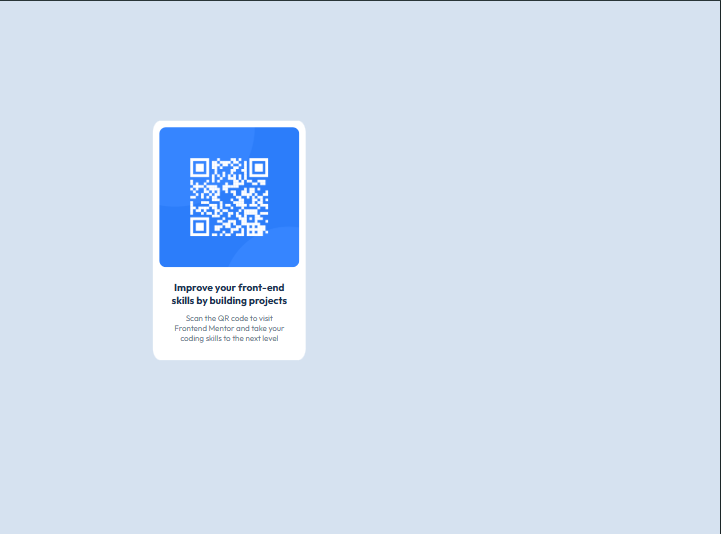 Improve your front-end
skills by building projects
Scan the QR code to visit
Frontend Mentor and take your
coding skills to the next level